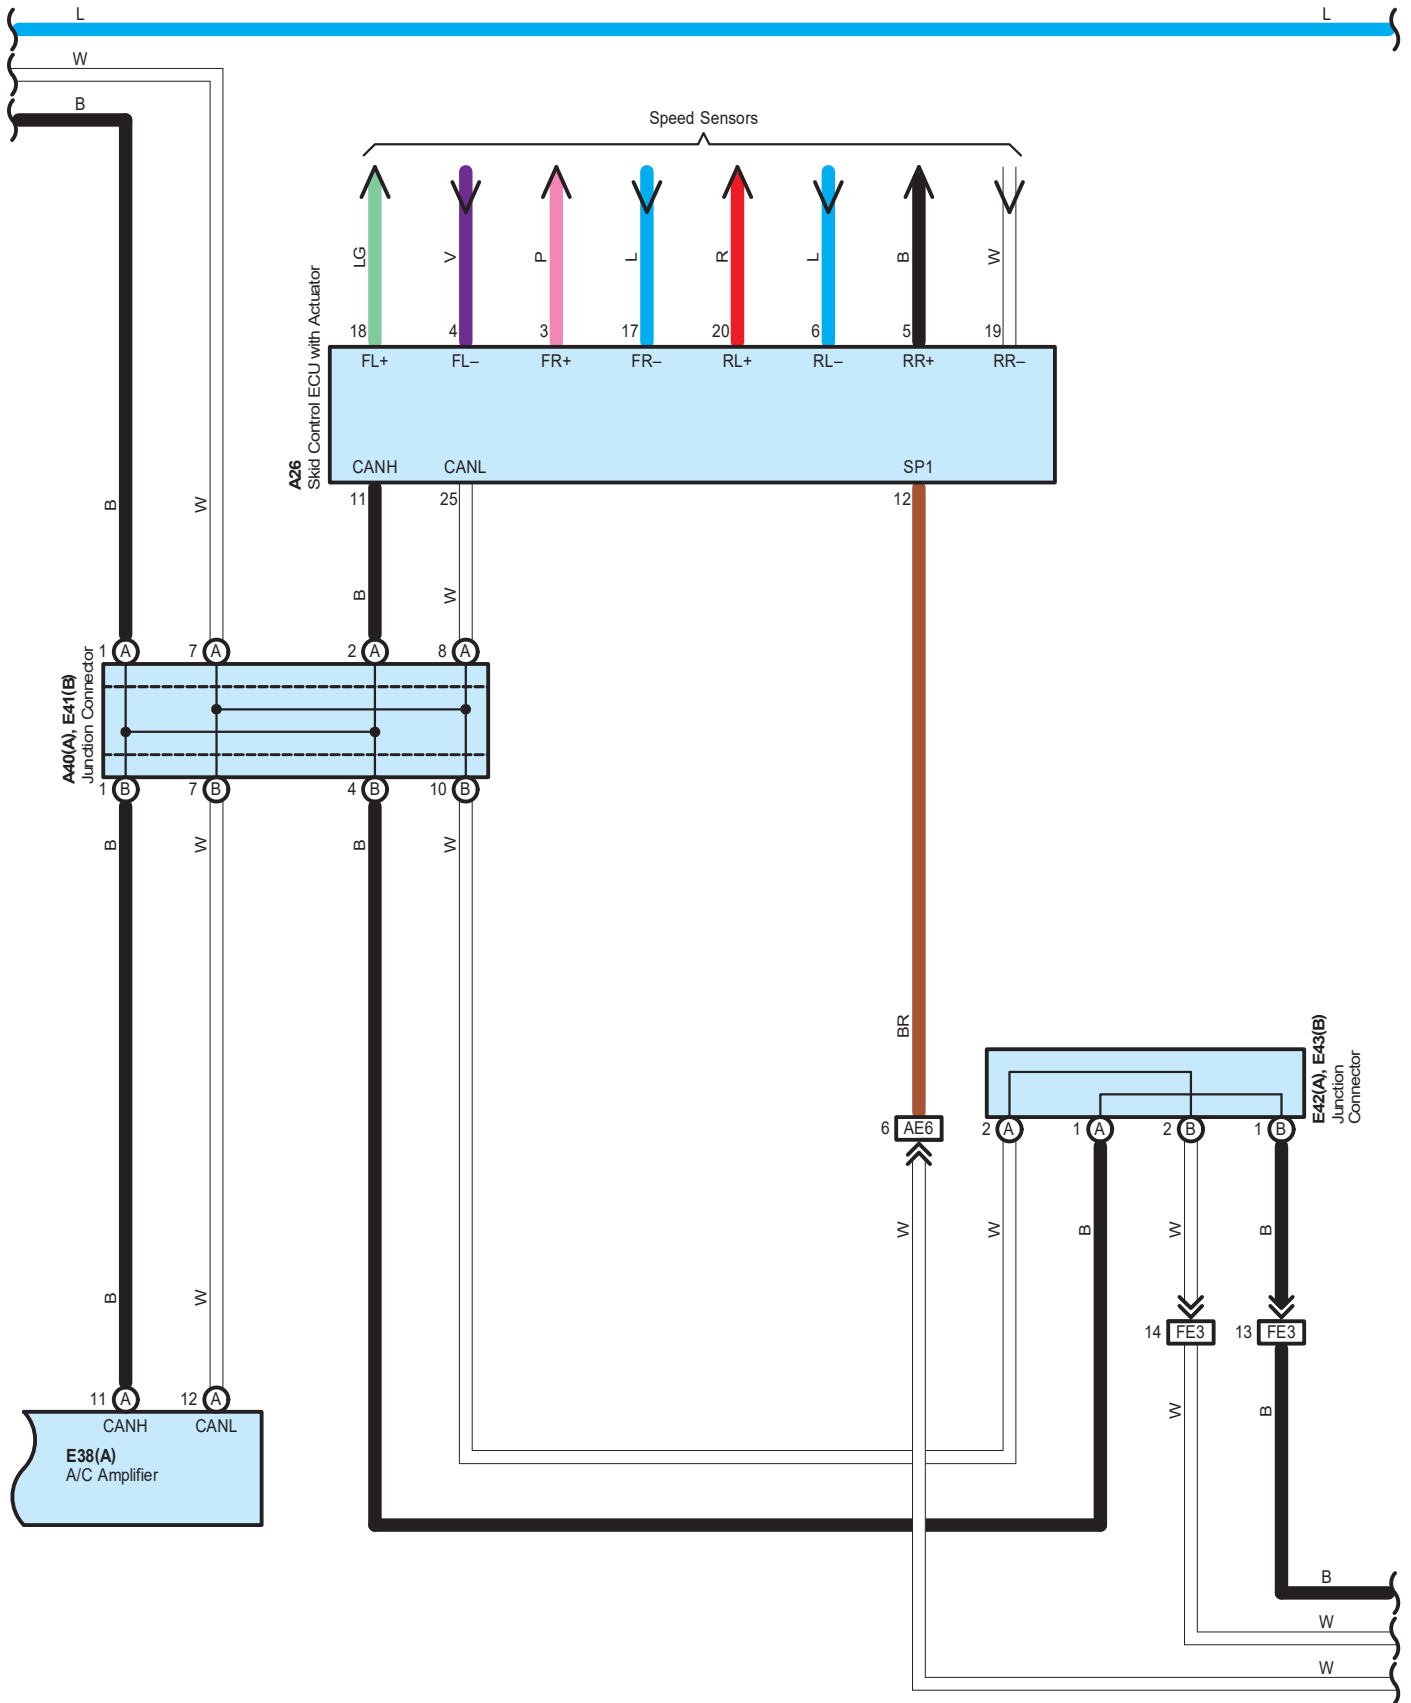 L L
W
B
Speed Sensors
LG V P L R L B W
18 4 3 17 20 6 5 19
FL+ FL– FR+ FR– RL+ RL– RR+ RR–
A26
Skid Control ECU with Actuator
CANH CANL SP1
11 25 12
B W
B W
1 A 7 A 2 A 8 A
A40(A), E41(B)
Junction Connector
1 B 7 B 4 B 10 B
B W B W
BR
E42(A), E43(B)
Junction
Connector
6 AE6 2 A 1 A 2 B 1 B
W W B W B
B W
14 FE3 13 FE3
11 A 12 A
W B
CANH CANL
E38(A)
A/C Amplifier
B
W
W